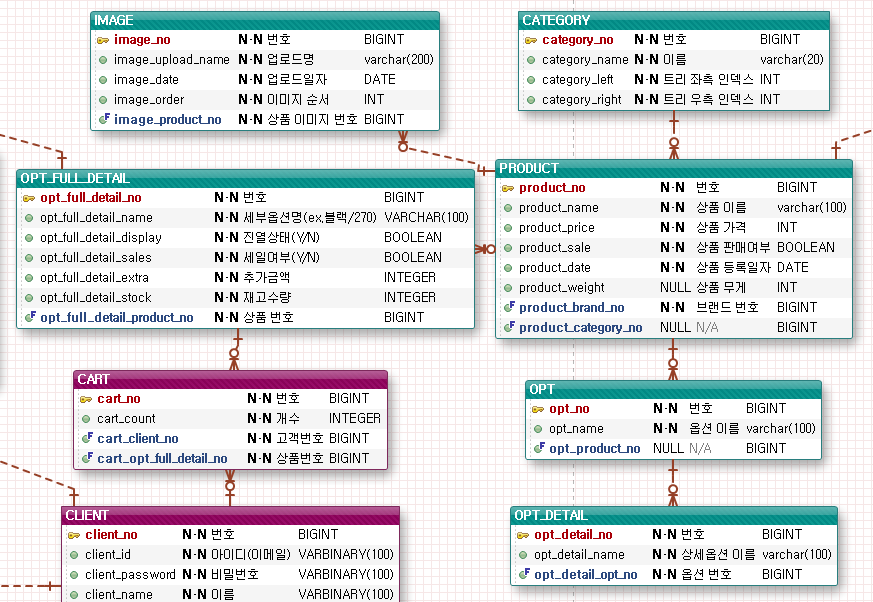 IMAGE
image_no N-N 번호 BIGINT
image_upload_name N-N 업로드명 varchar(200)
image_date N-N 업로드일자 DATE
image_order N-N 이미지 순서 INT
image_product_no N-N 상품 이미지 번호 BIGINT
CATEGORY
category_no N-N 번호 BIGINT
category_name N-N 이름 varchar(20)
category_left N-N 트리 좌측 인덱스 INT
category_right N-N 트리 우측 인덱스 INT
OPT_FULL_DETAIL
opt_full_detail_no N-N 번호 BIGINT
opt_full_detail_name N-N 세부옵션명(ex.블랙/270) VARCHAR(100)
opt_full_detail_display N-N 진열상태(Y/N) BOOLEAN
opt_full_detail_sales N-N 세일여부(Y/N) BOOLEAN
opt_full_detail_extra N-N 추가금액 INTEGER
opt_full_detail_stock N-N 재고수량 INTEGER
opt_full_detail_product_no N-N 상품 번호 BIGINT
PRODUCT
product_no N-N 번호 BIGINT
product_name N-N 상품 이름 varchar(100)
product_price N-N 상품 가격 INT
product_sale N-N 상품 판매여부 BOOLEAN
product_date N-N 상품 등록일자 DATE
product_weight NULL 상품 무게 INT
product_brand_no N-N 브랜드 번호 BIGINT
product_category_no NULL N/A BIGINT
CART
cart_no N-N 번호 BIGINT
cart_count N-N 개수 INTEGER
cart_client_no N-N 고객번호 BIGINT
cart_opt_full_detail_no N-N 상품번호 BIGINT
OPT
opt_no N-N 번호 BIGINT
opt_name N-N 옵션 이름 varchar(100)
opt_product_no NULL N/A BIGINT
CLIENT
client_no N-N 번호 BIGINT
client_id N-N 아이디(이메일) VARBINARY(100)
client_password N-N 비밀번호 VARBINARY(100)
client_name N-N 이름 VARBINARY(100)
OPT_DETAIL
opt_detail_no N-N 번호 BIGINT
opt_detail_name N-N 상세옵션 이름 varchar(100)
opt_detail_opt_no N-N 옵션 번호 BIGINT